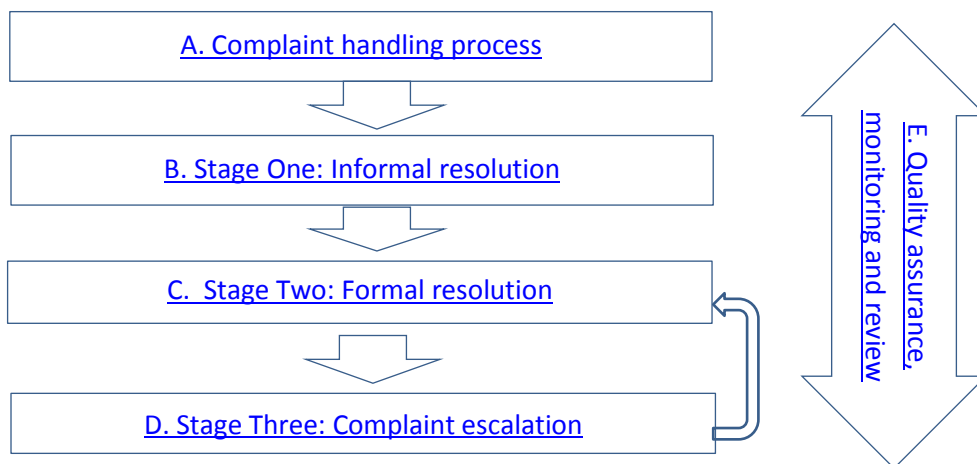 A. Complaint handling process
B. Stage One: Informal resolution
C.  Stage Two: Formal resolution
D. Stage Three: Complaint escalation
E. Quality assurance,
monitoring and review